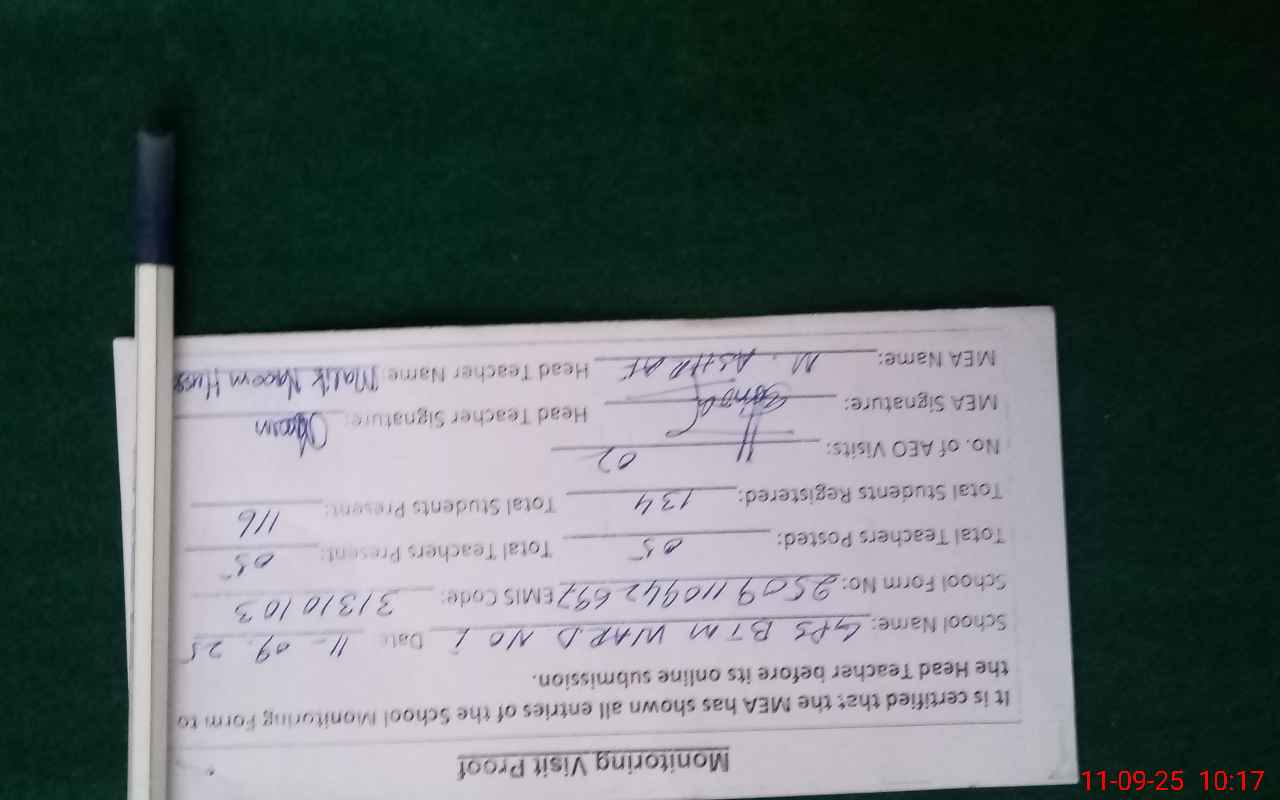 Monitoring Visit Proof
It is certified that the MEA has shown all entries of the School Monitoring Form to
the Head Teacher before its online submission.
School Name: GPS BTM WARD NO 1 Date 11-09-25
School Form No: 2509110942697 EMIS Code: 31310103
Total Teachers Posted: 05 Total Teachers Present: 05
Total Students Registered: 134 Total Students Present: 116
No. of AEO Visits: 02
MEA Signature: Head Teacher Signature:
MEA Name: M. ASHRAF Head Teacher Name: Malik Naeem Huss
11-09-25 10:17